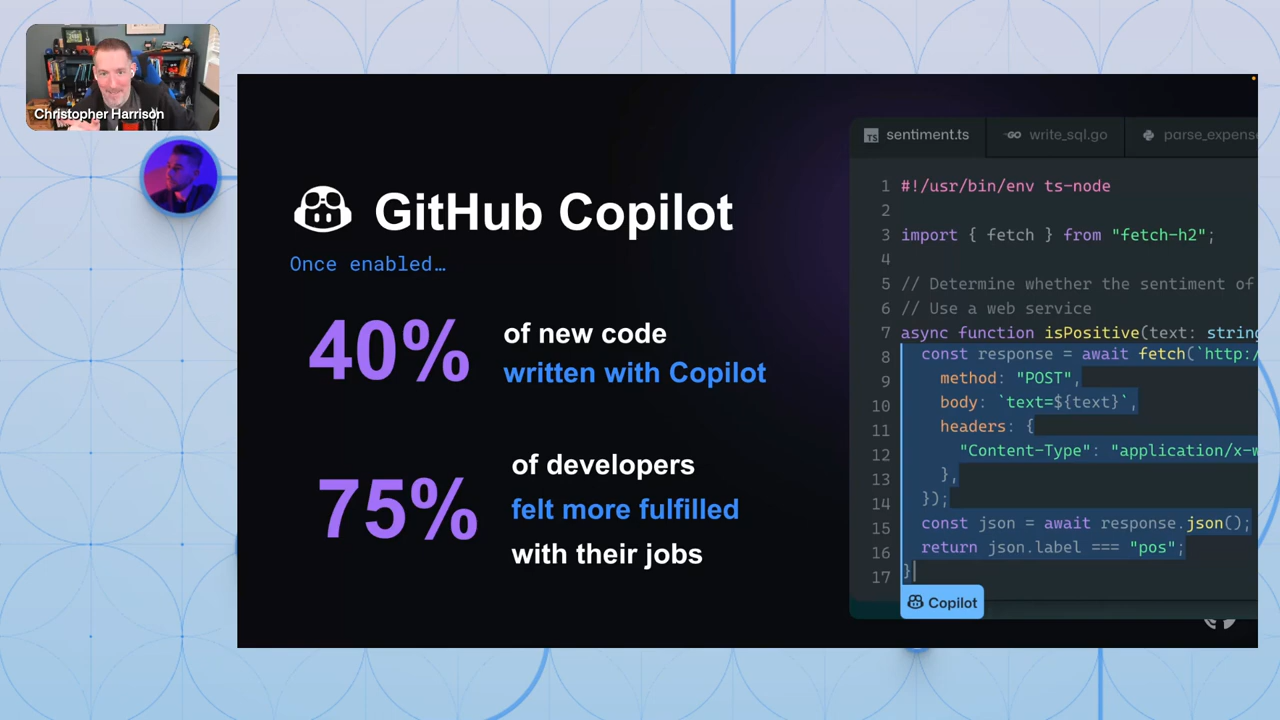 Christopher Harrison
GitHub Copilot
Once enabled…
40%
of new code
written with Copilot
75%
of developers
felt more fulfilled
with their jobs
TS sentiment.ts
GO write_sql.go
parse_expens
1 #!/usr/bin/env ts-node
2
3 import { fetch } from "fetch-h2";
4
5 // Determine whether the sentiment of
6 // Use a web service
7 async function isPositive(text: string
8 const response = await fetch(`http:/
9 method: "POST",
10 body: `text=${text}`,
11 headers: {
12 "Content-Type": "application/x-w
13 },
14 });
15 const json = await response.json();
16 return json.label === "pos";
17 }
Copilot